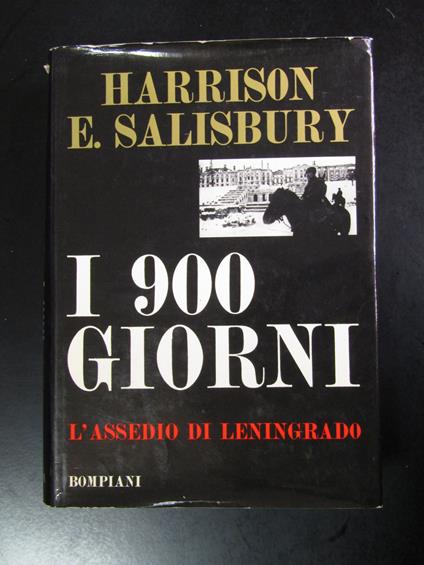 HARRISON
E. SALISBURY
I 900
GIORNI
L'ASSEDIO DI LENINGRADO
BOMPIANI